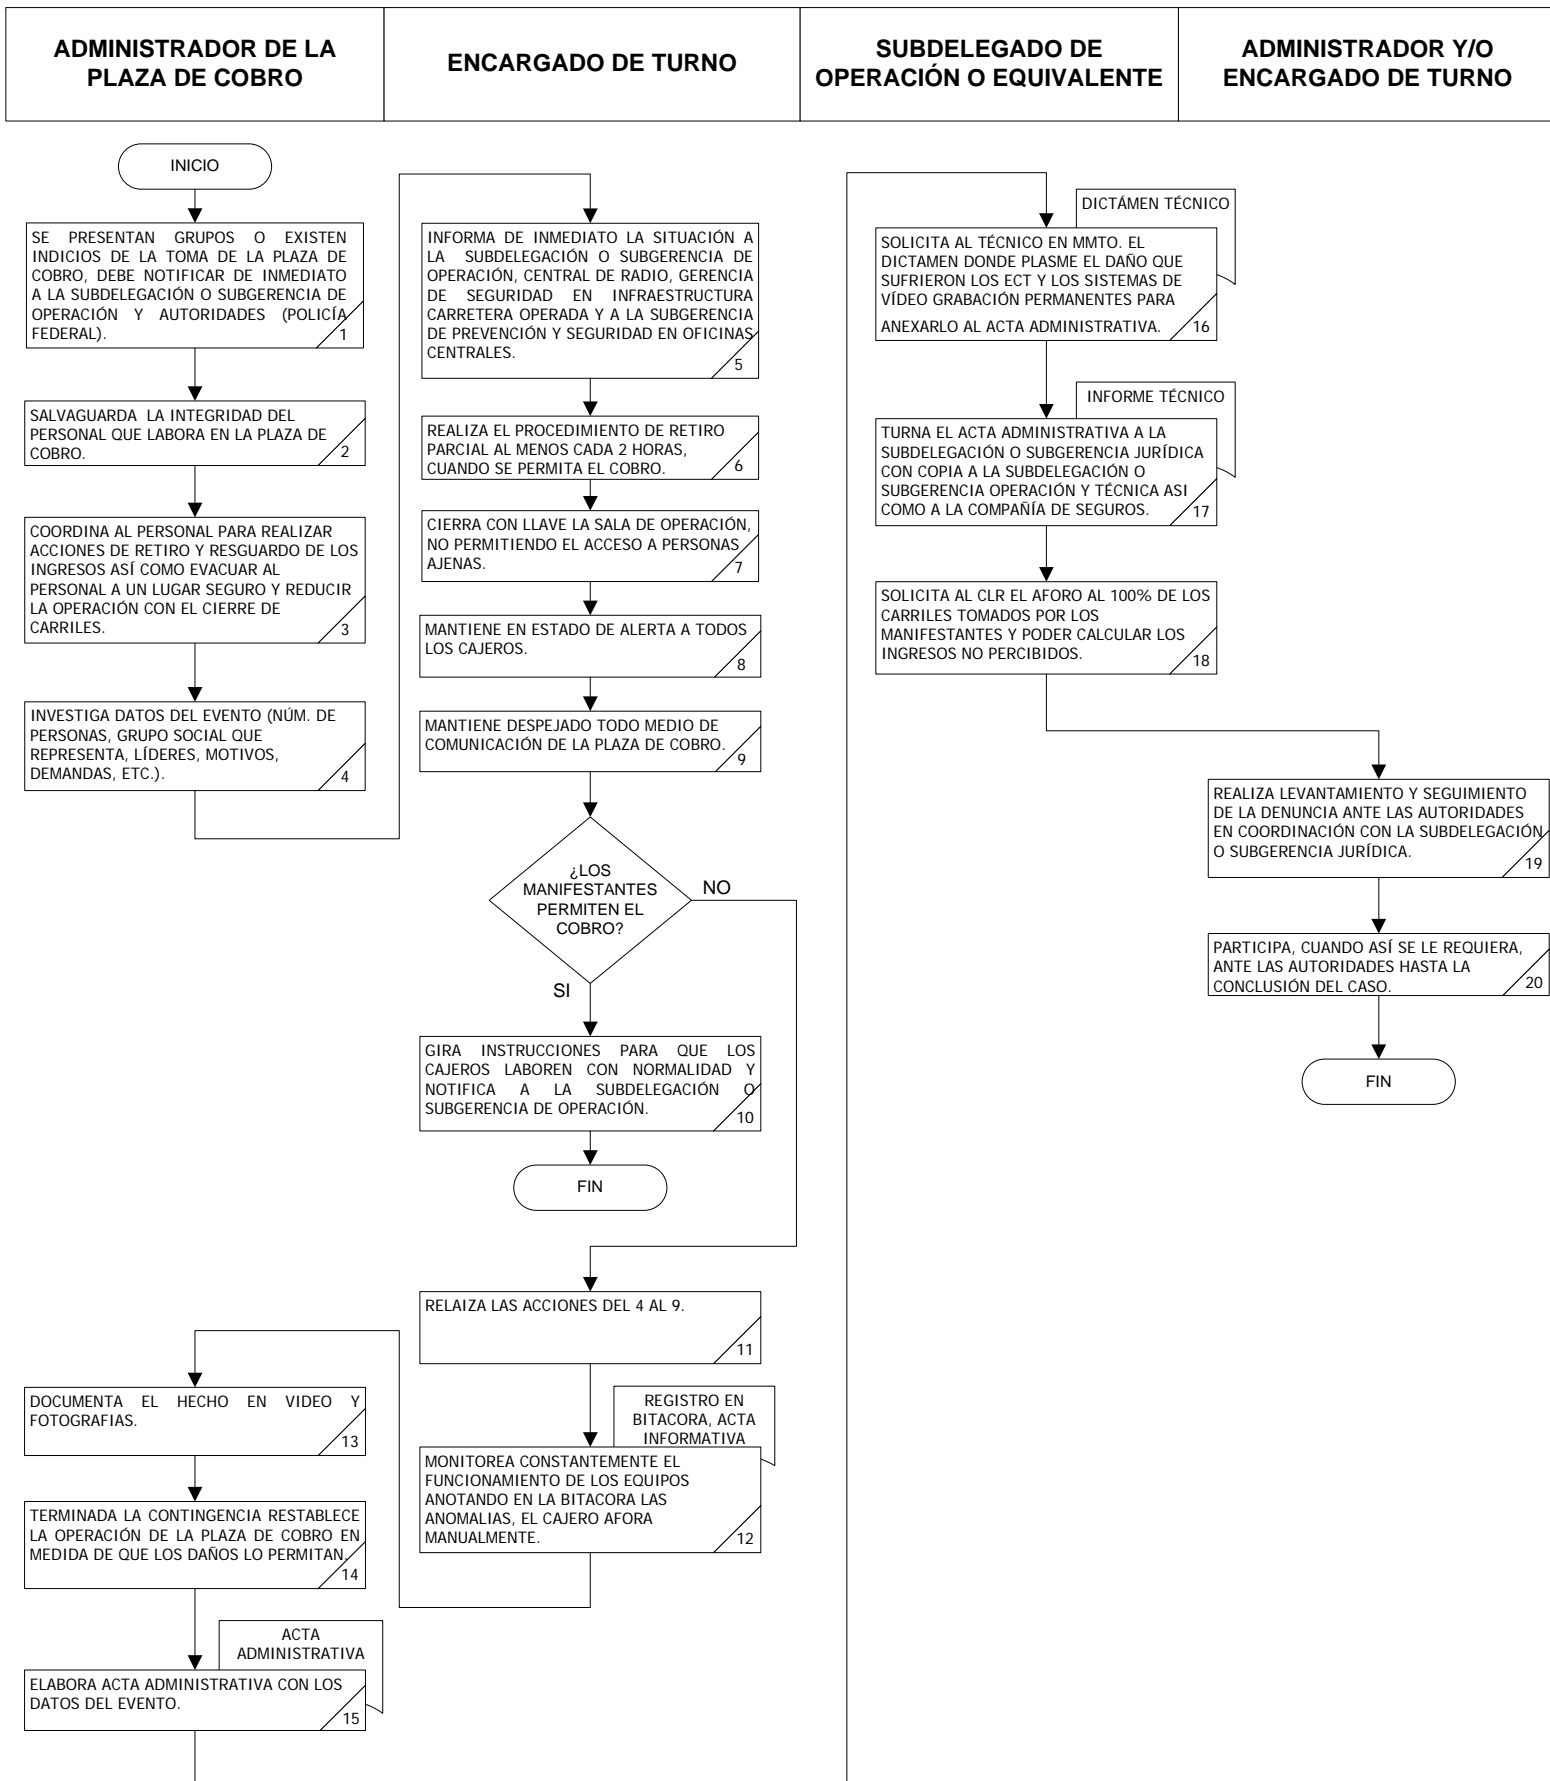 ADMINISTRADOR DE LA
PLAZA DE COBRO
ENCARGADO DE TURNO
SUBDELEGADO DE
OPERACIÓN O EQUIVALENTE
ADMINISTRADOR Y/O
ENCARGADO DE TURNO
INICIO
SE PRESENTAN GRUPOS O EXISTEN
INDICIOS DE LA TOMA DE LA PLAZA DE
COBRO, DEBE NOTIFICAR DE INMEDIATO
A LA SUBDELEGACIÓN O SUBGERENCIA DE
OPERACIÓN Y AUTORIDADES (POLICÍA
FEDERAL).
1
SALVAGUARDA LA INTEGRIDAD DEL
PERSONAL QUE LABORA EN LA PLAZA DE
COBRO.
2
COORDINA AL PERSONAL PARA REALIZAR
ACCIONES DE RETIRO Y RESGUARDO DE LOS
INGRESOS ASÍ COMO EVACUAR AL
PERSONAL A UN LUGAR SEGURO Y REDUCIR
LA OPERACIÓN CON EL CIERRE DE
CARRILES.
3
INVESTIGA DATOS DEL EVENTO (NÚM. DE
PERSONAS, GRUPO SOCIAL QUE
REPRESENTA, LÍDERES, MOTIVOS,
DEMANDAS, ETC.).
4
INFORMA DE INMEDIATO LA SITUACIÓN A
LA SUBDELEGACIÓN O SUBGERENCIA DE
OPERACIÓN, CENTRAL DE RADIO, GERENCIA
DE SEGURIDAD EN INFRAESTRUCTURA
CARRETERA OPERADA Y A LA SUBGERENCIA
DE PREVENCIÓN Y SEGURIDAD EN OFICINAS
CENTRALES.
5
REALIZA EL PROCEDIMIENTO DE RETIRO
PARCIAL AL MENOS CADA 2 HORAS,
CUANDO SE PERMITA EL COBRO.
6
CIERRA CON LLAVE LA SALA DE OPERACIÓN,
NO PERMITIENDO EL ACCESO A PERSONAS
AJENAS.
7
MANTIENE EN ESTADO DE ALERTA A TODOS
LOS CAJEROS.
8
MANTIENE DESPEJADO TODO MEDIO DE
COMUNICACIÓN DE LA PLAZA DE COBRO.
9
¿LOS
MANIFESTANTES
PERMITEN EL
COBRO?
NO
SI
GIRA INSTRUCCIONES PARA QUE LOS
CAJEROS LABOREN CON NORMALIDAD Y
NOTIFICA A LA SUBDELEGACIÓN O
SUBGERENCIA DE OPERACIÓN.
10
FIN
RELAIZA LAS ACCIONES DEL 4 AL 9.
11
REGISTRO EN
BITACORA, ACTA
INFORMATIVA
MONITOREA CONSTANTEMENTE EL
FUNCIONAMIENTO DE LOS EQUIPOS
ANOTANDO EN LA BITACORA LAS
ANOMALIAS, EL CAJERO AFORA
MANUALMENTE.
12
DOCUMENTA EL HECHO EN VIDEO Y
FOTOGRAFIAS.
13
TERMINADA LA CONTINGENCIA RESTABLECE
LA OPERACIÓN DE LA PLAZA DE COBRO EN
MEDIDA DE QUE LOS DAÑOS LO PERMITAN.
14
ACTA
ADMINISTRATIVA
ELABORA ACTA ADMINISTRATIVA CON LOS
DATOS DEL EVENTO.
15
DICTÁMEN TÉCNICO
SOLICITA AL TÉCNICO EN MMTO. EL
DICTAMEN DONDE PLASME EL DAÑO QUE
SUFRIERON LOS ECT Y LOS SISTEMAS DE
VÍDEO GRABACIÓN PERMANENTES PARA
ANEXARLO AL ACTA ADMINISTRATIVA.
16
INFORME TÉCNICO
TURNA EL ACTA ADMINISTRATIVA A LA
SUBDELEGACIÓN O SUBGERENCIA JURÍDICA
CON COPIA A LA SUBDELEGACIÓN O
SUBGERENCIA OPERACIÓN Y TÉCNICA ASI
COMO A LA COMPAÑÍA DE SEGUROS.
17
SOLICITA AL CLR EL AFORO AL 100% DE LOS
CARRILES TOMADOS POR LOS
MANIFESTANTES Y PODER CALCULAR LOS
INGRESOS NO PERCIBIDOS.
18
REALIZA LEVANTAMIENTO Y SEGUIMIENTO
DE LA DENUNCIA ANTE LAS AUTORIDADES
EN COORDINACIÓN CON LA SUBDELEGACIÓN
O SUBGERENCIA JURÍDICA.
19
PARTICIPA, CUANDO ASÍ SE LE REQUIERA,
ANTE LAS AUTORIDADES HASTA LA
CONCLUSIÓN DEL CASO.
20
FIN